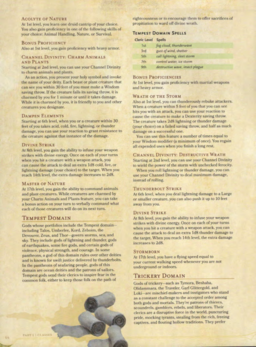 ACOLYTE OF NATURE
At 1st level, you learn one druid cantrip of your choice.
You also gain proficiency in one of the following skills of
your choice: Animal Handling, Nature, or Survival.
BONUS PROFICIENCY
Also at 1st level, you gain proficiency with heavy armor.
CHANNEL DIVINITY: CHARM ANIMALS
AND PLANTS
Starting at 2nd level, you can use your Channel Divinity
to charm animals and plants.
As an action, you present your holy symbol and invoke
the name of your deity. Each beast or plant creature that
can see you within 30 feet of you must make a Wisdom
saving throw. If the creature fails its saving throw, it is
charmed by you for 1 minute or until it takes damage.
While it is charmed by you, it is friendly to you and other
creatures you designate.
DAMPEN ELEMENTS
Starting at 6th level, when you or a creature within 30
feet of you takes acid, cold, fire, lightning, or thunder
damage, you can use your reaction to grant resistance to
the creature against that instance of the damage.
DIVINE STRIKE
At 8th level, you gain the ability to infuse your weapon
strikes with divine energy. Once on each of your turns
when you hit a creature with a weapon attack, you
can cause the attack to deal an extra 1d8 cold, fire, or
lightning damage (your choice) to the target. When you
reach 14th level, the extra damage increases to 2d8.
MASTER OF NATURE
At 17th level, you gain the ability to command animals
and plant creatures. While creatures are charmed by
your Charm Animals and Plants feature, you can take
a bonus action on your turn to verbally command what
each of those creatures will do on its next turn.
TEMPEST DOMAIN
Gods whose portfolios include the Tempest domain—
including Talos, Umberlee, Kord, Zeboim, the
Devourer, Zeus, and Thor—govern storms, sea, and
sky. They include gods of lightning and thunder, gods
of earthquakes, some fire gods, and certain gods of
violence, physical strength, and courage. In some
pantheons, a god of this domain rules over other deities
and is known for swift justice delivered by thunderbolts.
In the pantheons of seafaring people, gods of this
domain are ocean deities and the patrons of sailors.
Tempest gods send their clerics to inspire fear in the
common folk, either to keep those folk on the path of
righteousness or to encourage them to offer sacrifices of
propitiation to ward off divine wrath.
TEMPEST DOMAIN SPELLS
Cleric Level Spells
1st fog cloud, thunderwave
3rd gust of wind, shatter
5th call lightning, sleet storm
7th control water, ice storm
9th destructive wave, insect plague
BONUS PROFICIENCIES
At 1st level, you gain proficiency with martial weapons
and heavy armor.
WRATH OF THE STORM
Also at 1st level, you can thunderously rebuke attackers.
When a creature within 5 feet of you that you can see
hits you with an attack, you can use your reaction to
cause the creature to make a Dexterity saving throw.
The creature takes 2d8 lightning or thunder damage
(your choice) on a failed saving throw, and half as much
damage on a successful one.
You can use this feature a number of times equal to
your Wisdom modifier (a minimum of once). You regain
all expended uses when you finish a long rest.
CHANNEL DIVINITY: DESTRUCTIVE WRATH
Starting at 2nd level, you can use your Channel Divinity
to wield the power of the storm with unchecked ferocity.
When you roll lightning or thunder damage, you can
use your Channel Divinity to deal maximum damage,
instead of rolling.
THUNDERBOLT STRIKE
At 6th level, when you deal lightning damage to a Large
or smaller creature, you can also push it up to 10 feet
away from you.
DIVINE STRIKE
At 8th level, you gain the ability to infuse your weapon
strikes with divine energy. Once on each of your turns
when you hit a creature with a weapon attack, you can
cause the attack to deal an extra 1d8 thunder damage to
the target. When you reach 14th level, the extra damage
increases to 2d8.
STORMBORN
At 17th level, you have a flying speed equal to
your current walking speed whenever you are not
underground or indoors.
TRICKERY DOMAIN
Gods of trickery—such as Tymora, Beshaba,
Olidammara, the Traveler, Garl Glittergold, and
Loki—are mischief-makers and instigators who stand
as a constant challenge to the accepted order among
both gods and mortals. They're patrons of thieves,
scoundrels, gamblers, rebels, and liberators. Their
clerics are a disruptive force in the world, puncturing
pride, mocking tyrants, stealing from the rich, freeing
captives, and flouting hollow traditions. They prefer